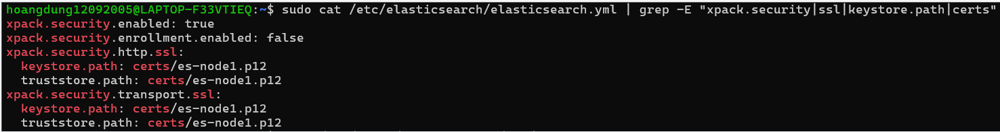 hoangdung12092005@LAPTOP-F33VTIEQ:~$ sudo cat /etc/elasticsearch/elasticsearch.yml | grep -E "xpack.security|ssl|keystore.path|certs"
xpack.security.enabled: true
xpack.security.enrollment.enabled: false
xpack.security.http.ssl:
  keystore.path: certs/es-node1.p12
  truststore.path: certs/es-node1.p12
xpack.security.transport.ssl:
  keystore.path: certs/es-node1.p12
  truststore.path: certs/es-node1.p12